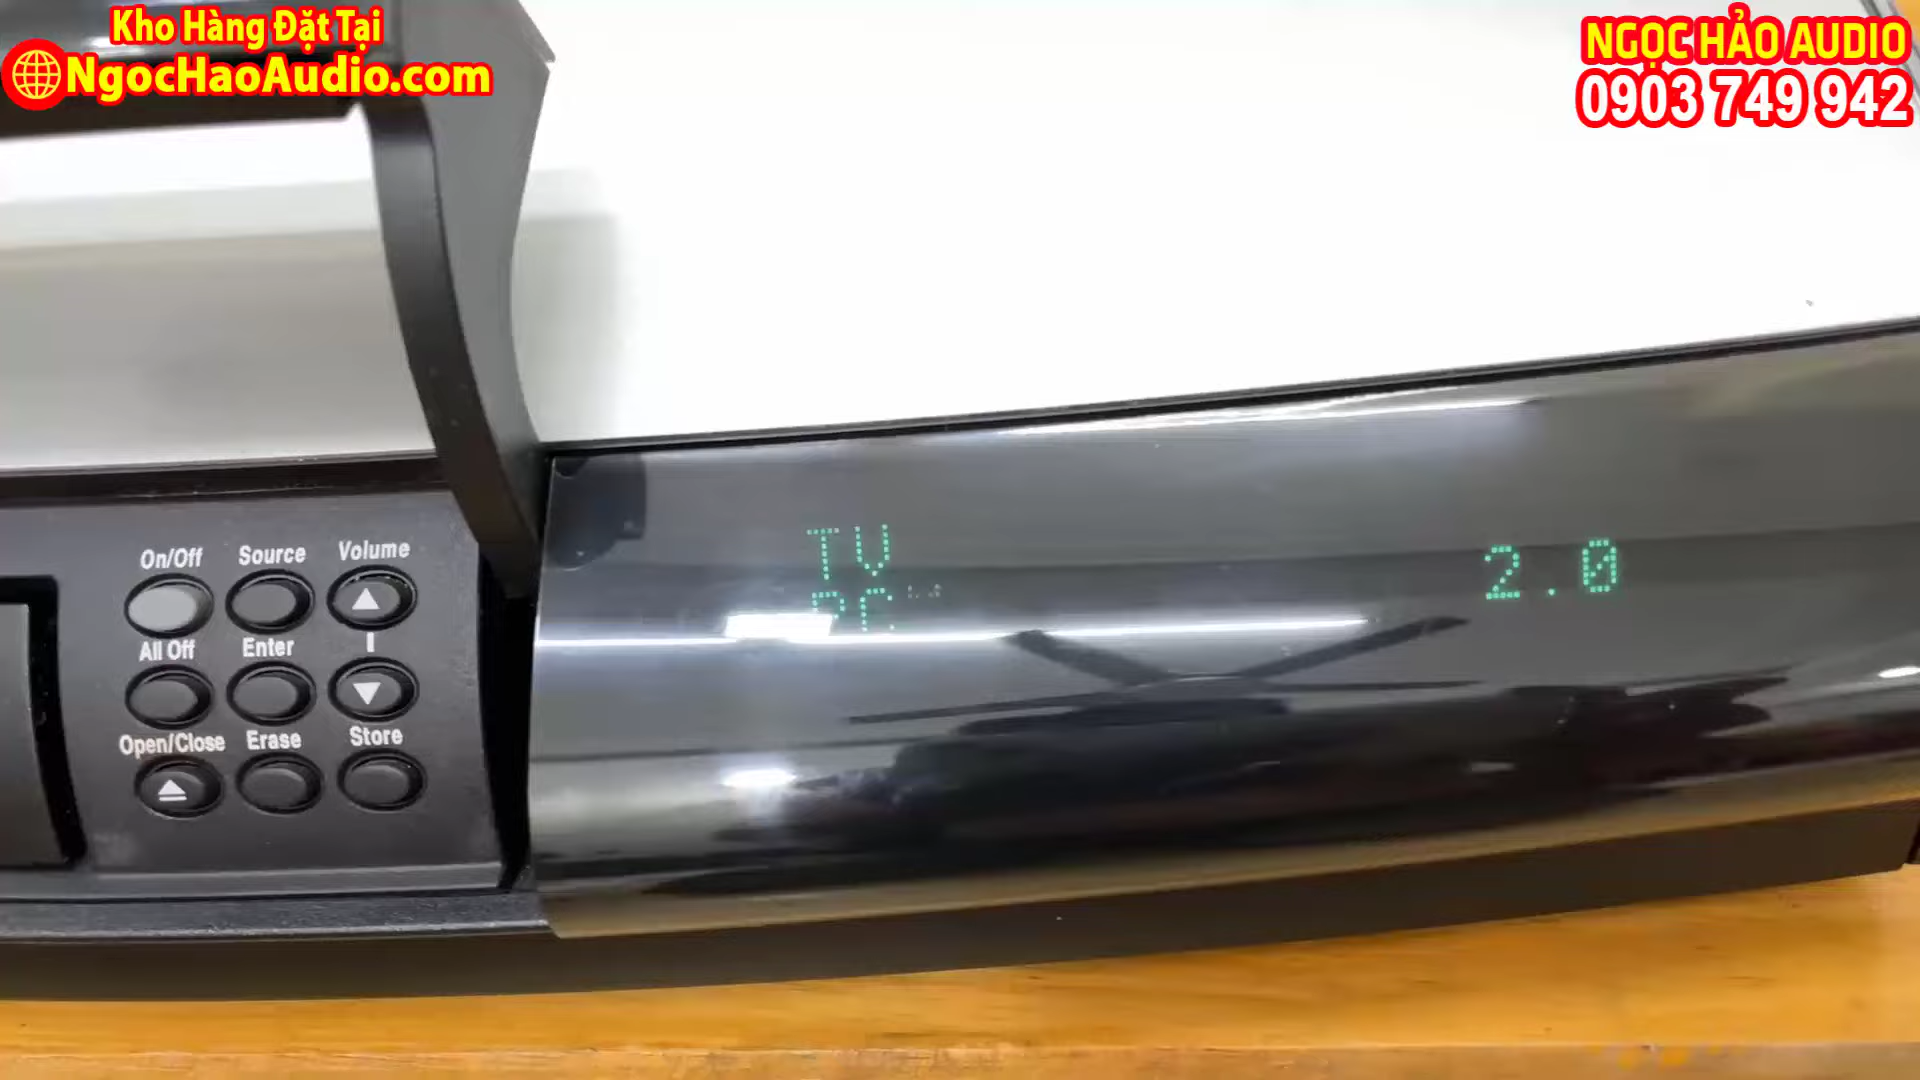 Kho Hàng Đặt Tại
NgocHaoAudio.com
NGỌC HẢO AUDIO
0903 749 942
On/Off Source Volume
All Off Enter
Open/Close Erase Store
TV
2.0